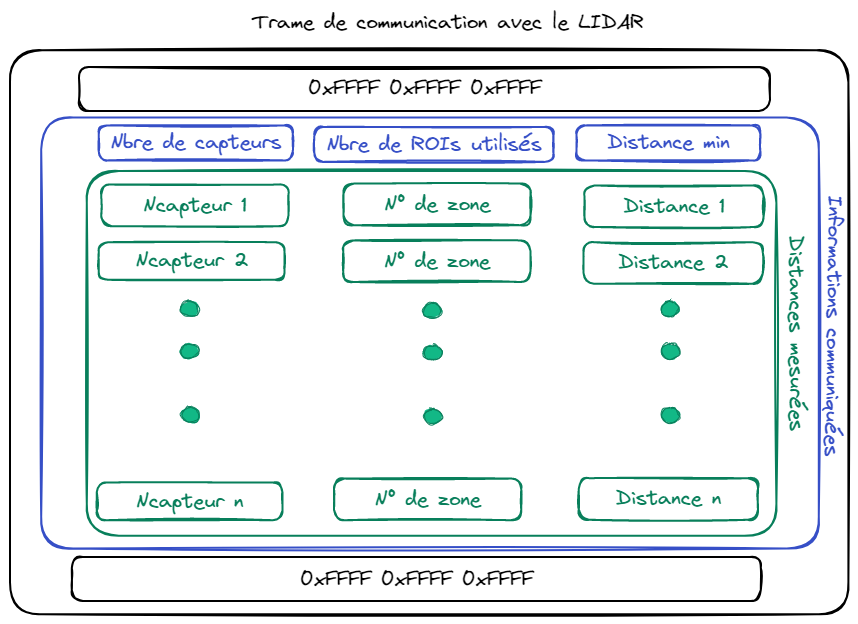 Trame de communication avec le LIDAR
0xFFFF 0xFFFF 0xFFFF
Nbre de capteurs Nbre de ROIs utilisés Distance min
Ncapteur 1 N° de zone Distance 1
Ncapteur 2 N° de zone Distance 2
Ncapteur n N° de zone Distance n
Distances mesurées
Informations communiquées
0xFFFF 0xFFFF 0xFFFF